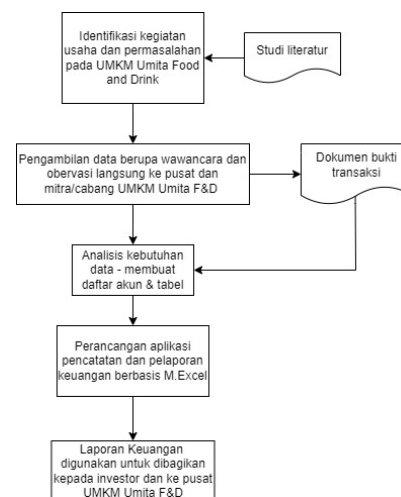 Identifikasi kegiatan
usaha dan permasalahan
pada UMKM Umita Food
and Drink
Studi literatur
Pengambilan data berupa wawancara dan
obervasi langsung ke pusat dan
mitra/cabang UMKM Umita F&D
Dokumen bukti
transaksi
Analisis kebutuhan
data - membuat
daftar akun & tabel
Perancangan aplikasi
pencatatan dan pelaporan
keuangan berbasis M.Excel
Laporan Keuangan
digunakan untuk dibagikan
kepada investor dan ke pusat
UMKM Umita F&D